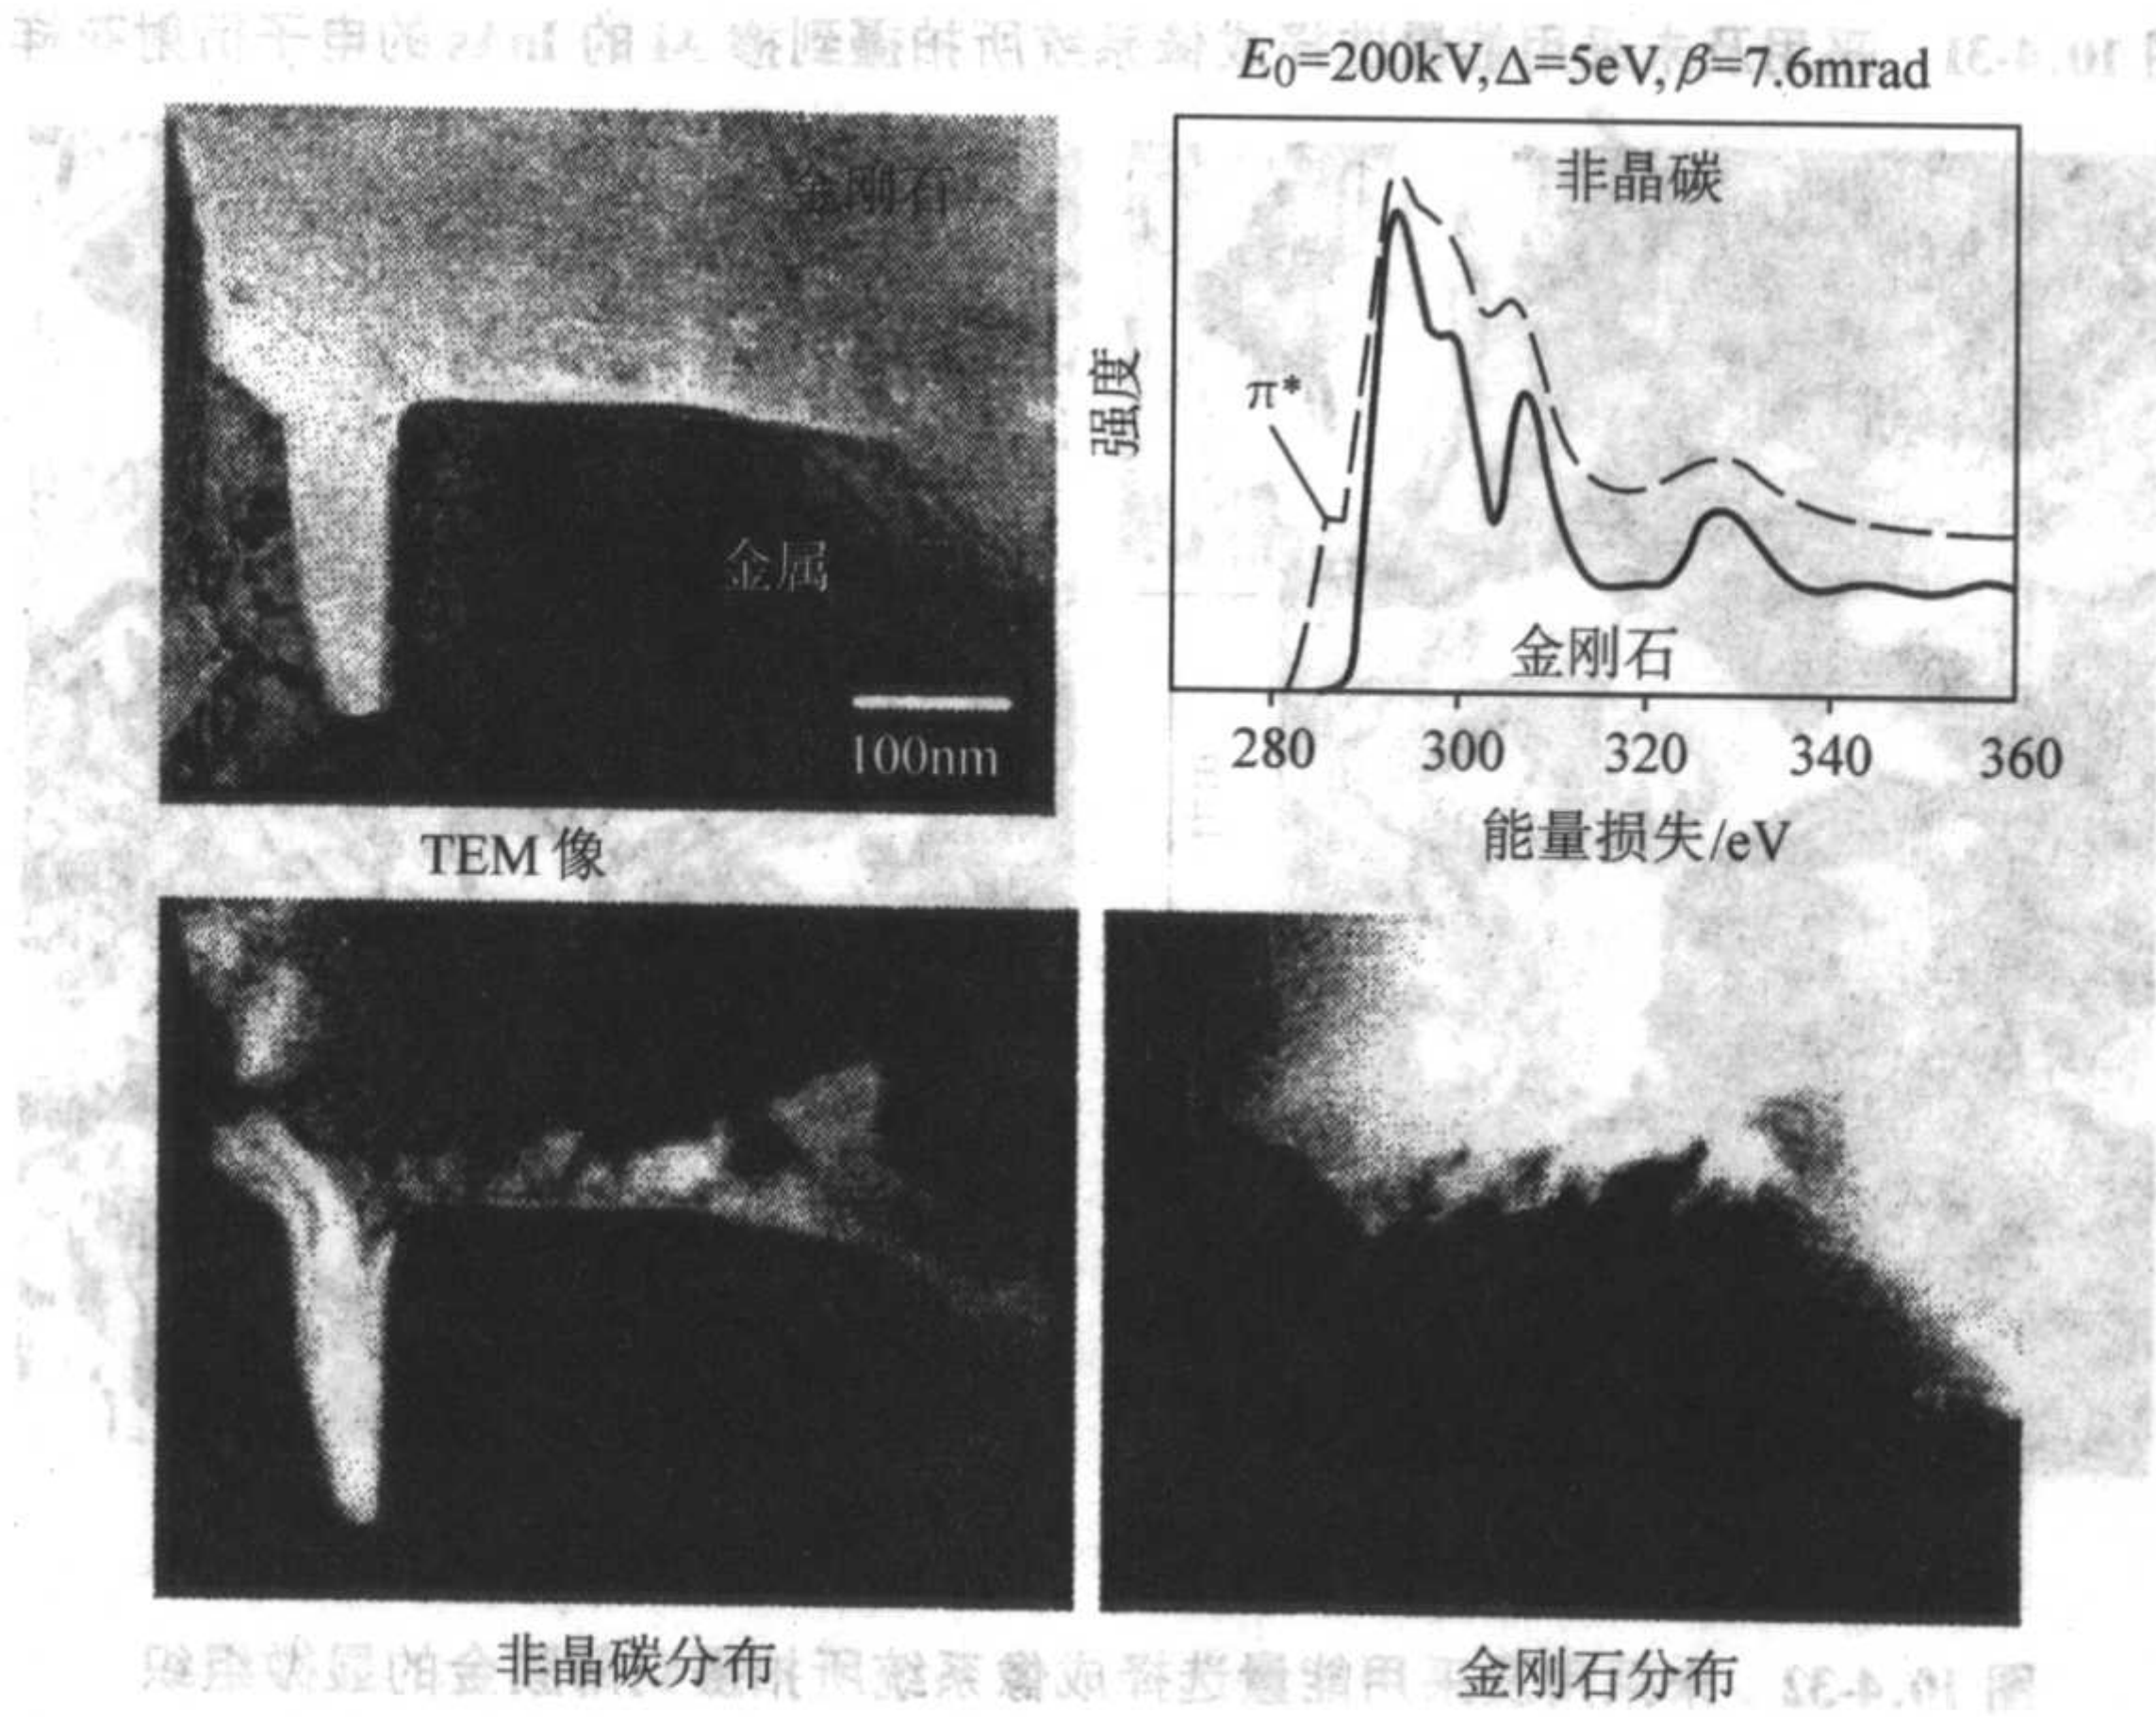 E₀=200kV,Δ=5eV,β=7.6mrad
金刚石
金属
100nm
TEM像
非晶碳
π*
强度
金刚石
280 300 320 340 360
能量损失/eV
非晶碳分布
金刚石分布